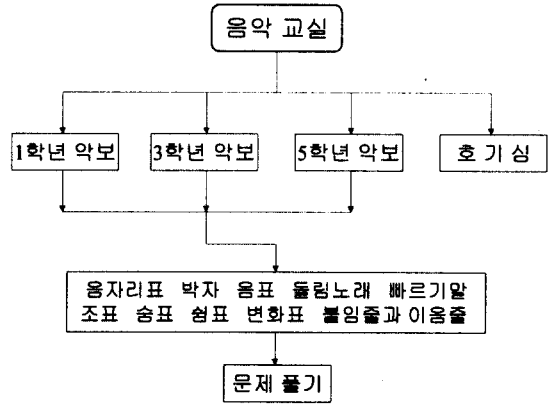 음악 교실
1학년 악보
3학년 악보
5학년 악보
호 기 심
음자리표 박자 음표 돌림노래 빠르기말
조표 숨표 쉼표 변화표 붙임줄과 이음줄
문제 풀기